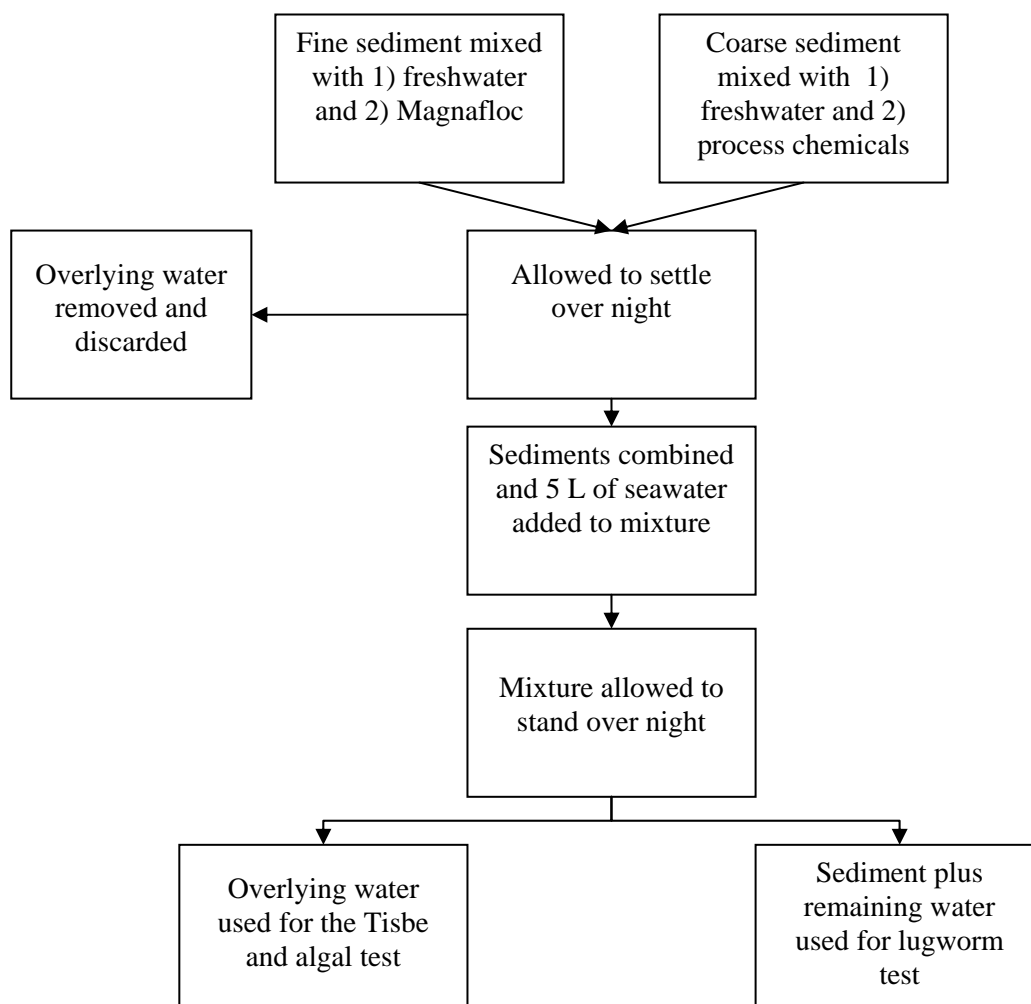 Fine sediment mixed
with 1) freshwater
and 2) Magnafloc
Coarse sediment
mixed with 1)
freshwater and 2)
process chemicals
Overlying water
removed and
discarded
Allowed to settle
over night
Sediments combined
and 5 L of seawater
added to mixture
Mixture allowed to
stand over night
Overlying water
used for the Tisbe
and algal test
Sediment plus
remaining water
used for lugworm
test